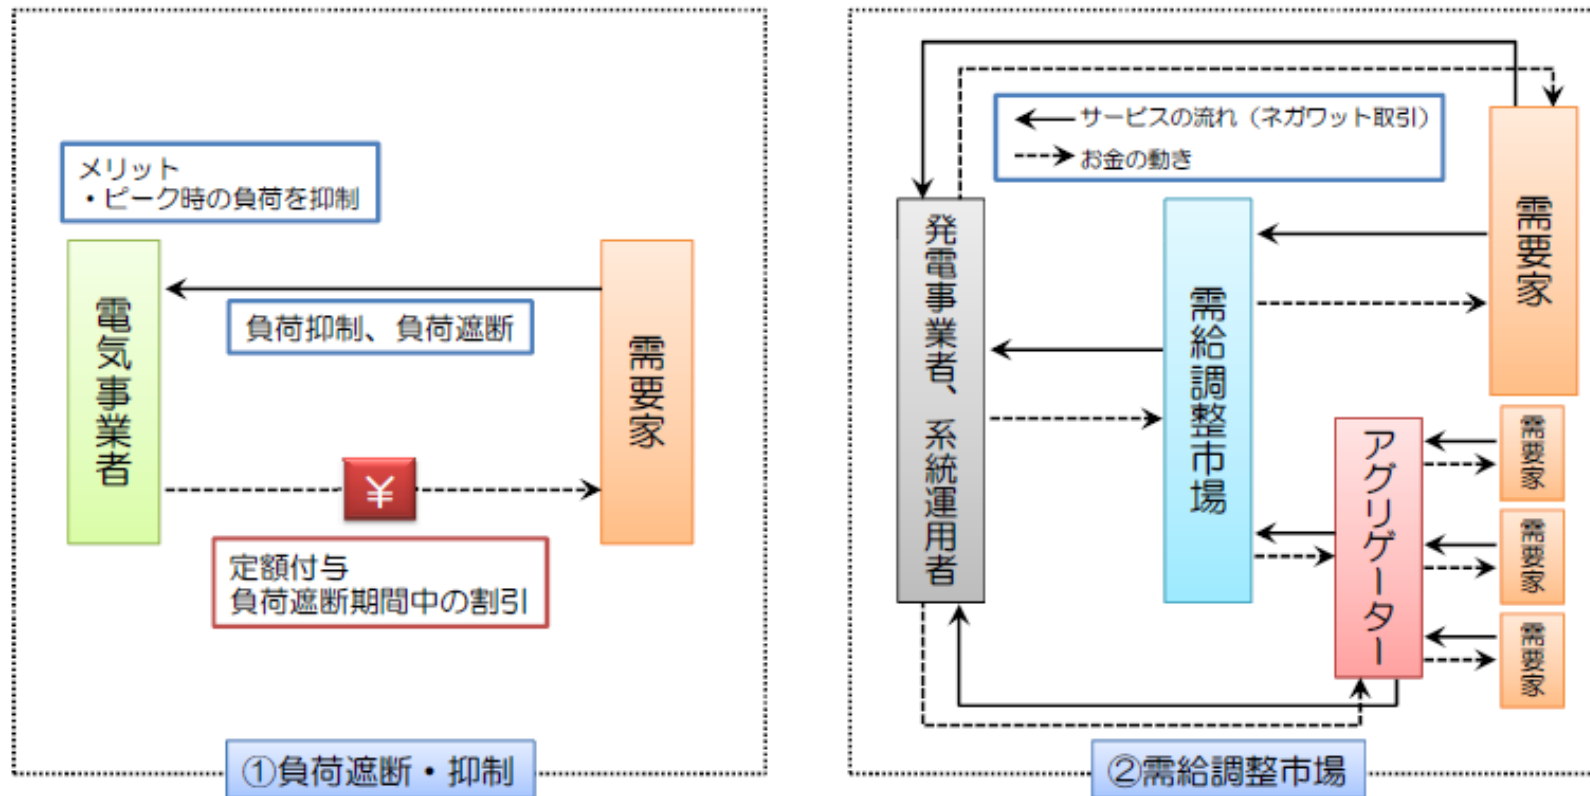 メリット
・ピーク時の負荷を抑制
電気事業者
負荷抑制、負荷遮断
需要家
¥
定額付与
負荷遮断期間中の割引
①負荷遮断・抑制
サービスの流れ（ネガワット取引）
お金の動き
発電事業者、系統運用者
需給調整市場
需要家
アグリゲーター
需要家
需要家
需要家
②需給調整市場